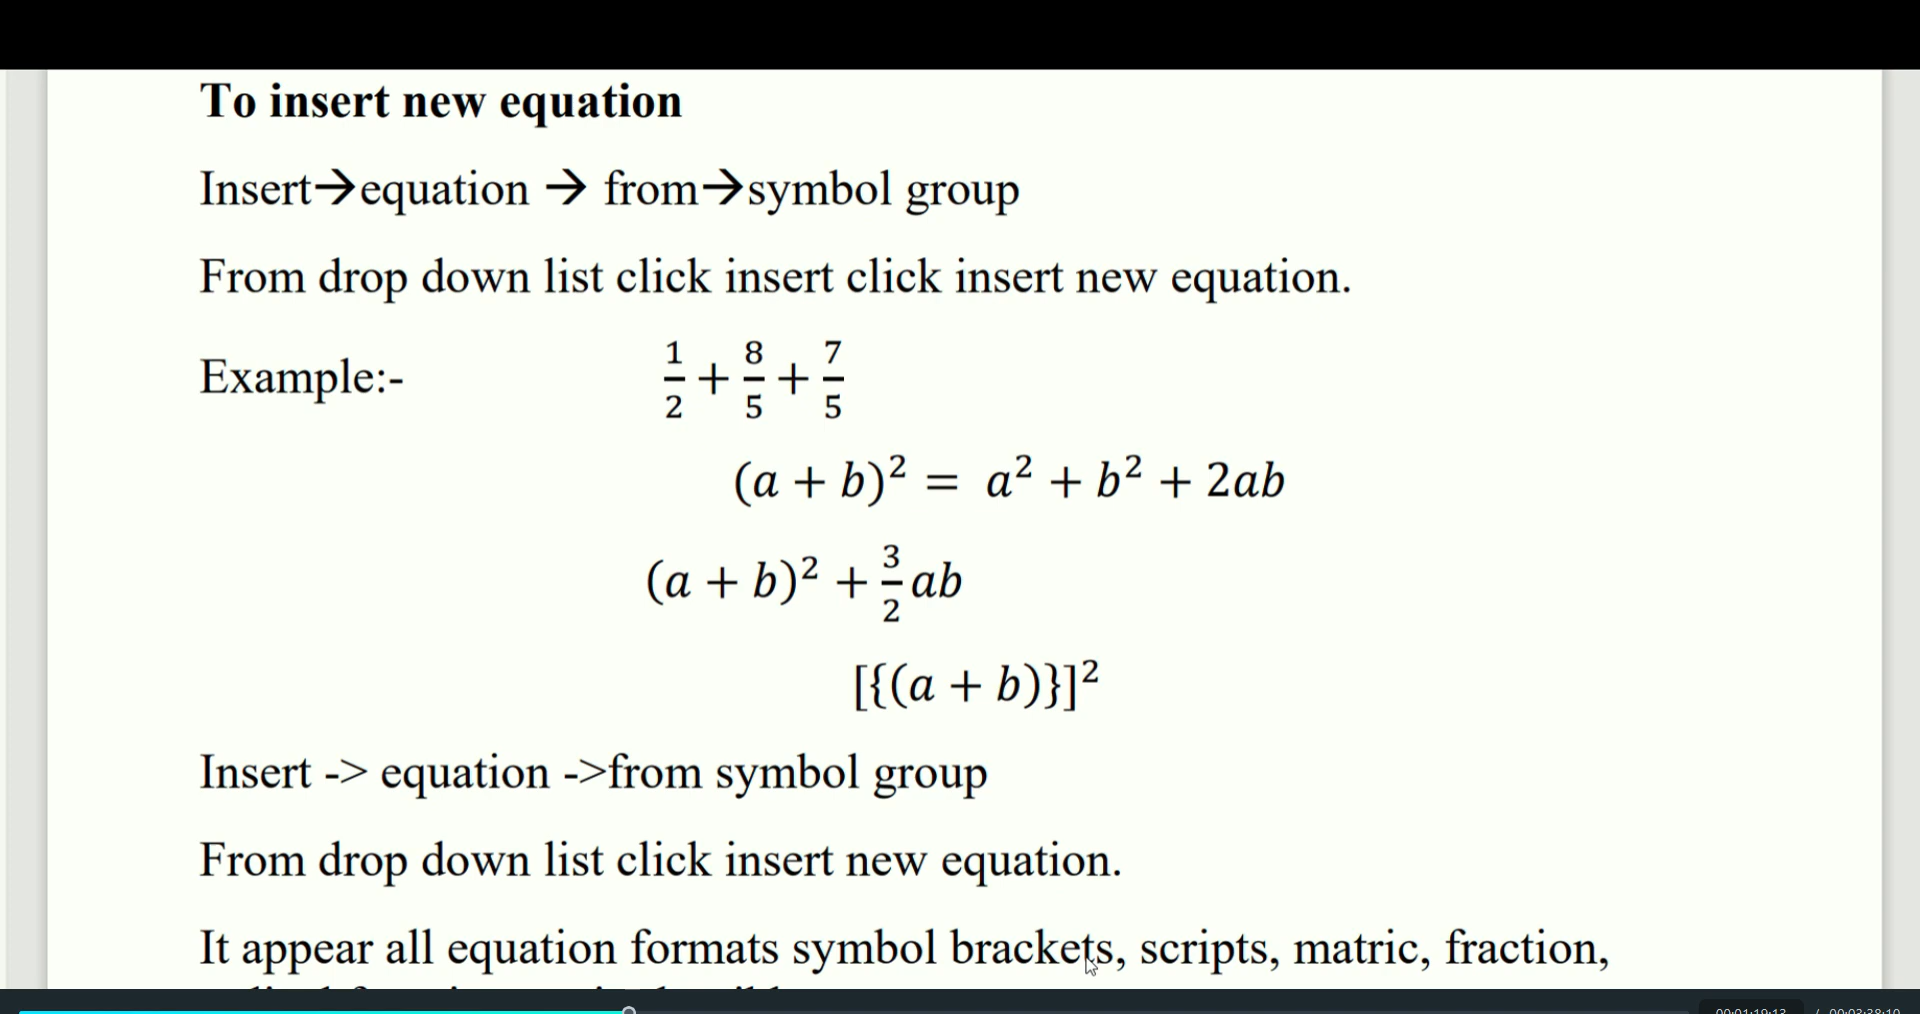 To insert new equation
Insert→equation → from→symbol group
From drop down list click insert click insert new equation.
Example:- 1/2 + 8/5 + 7/5
(a + b)² = a² + b² + 2ab
(a + b)² + 3/2 ab
[{(a + b)}]²
Insert -> equation ->from symbol group
From drop down list click insert new equation.
It appear all equation formats symbol brackets, scripts, matric, fraction,